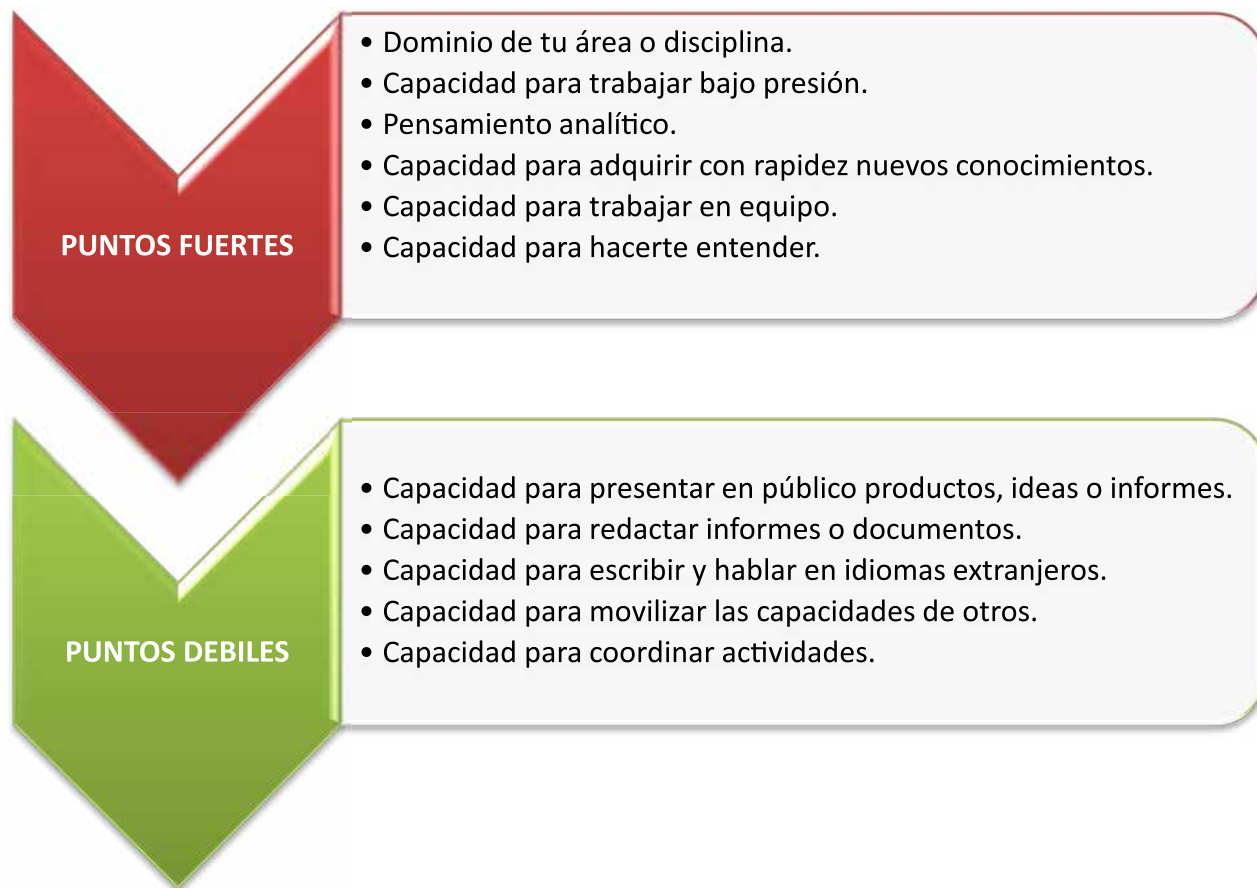 PUNTOS FUERTES
• Dominio de tu área o disciplina.
• Capacidad para trabajar bajo presión.
• Pensamiento analítico.
• Capacidad para adquirir con rapidez nuevos conocimientos.
• Capacidad para trabajar en equipo.
• Capacidad para hacerte entender.
PUNTOS DEBILES
• Capacidad para presentar en público productos, ideas o informes.
• Capacidad para redactar informes o documentos.
• Capacidad para escribir y hablar en idiomas extranjeros.
• Capacidad para movilizar las capacidades de otros.
• Capacidad para coordinar actividades.